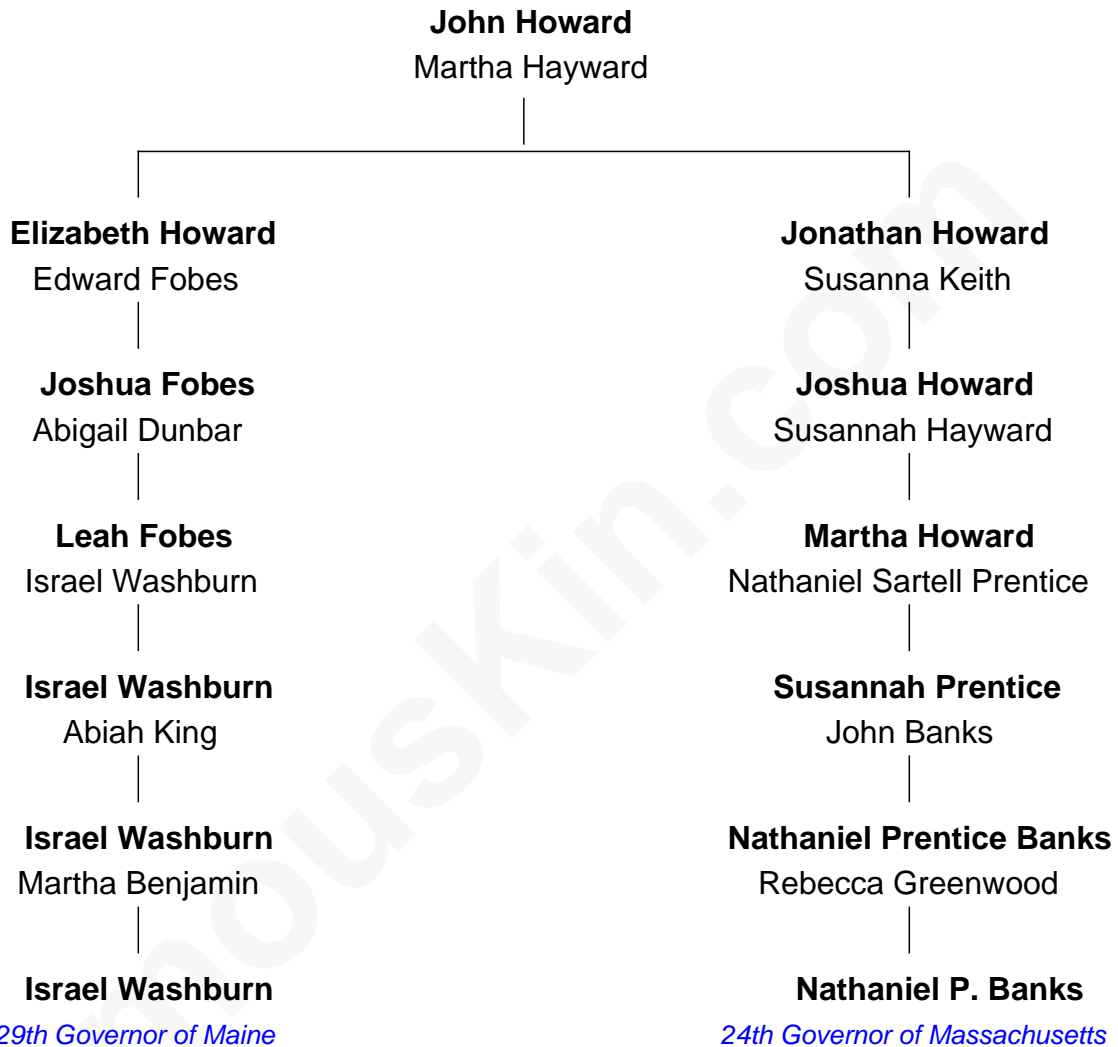 John Howard
Martha Hayward
Elizabeth Howard
Edward Fobes
Jonathan Howard
Susanna Keith
Joshua Fobes
Abigail Dunbar
Joshua Howard
Susannah Hayward
Leah Fobes
Israel Washburn
Martha Howard
Nathaniel Sartell Prentice
Israel Washburn
Abiah King
Susannah Prentice
John Banks
Israel Washburn
Martha Benjamin
Nathaniel Prentice Banks
Rebecca Greenwood
Israel Washburn
29th Governor of Maine
Nathaniel P. Banks
24th Governor of Massachusetts
mousKin.com